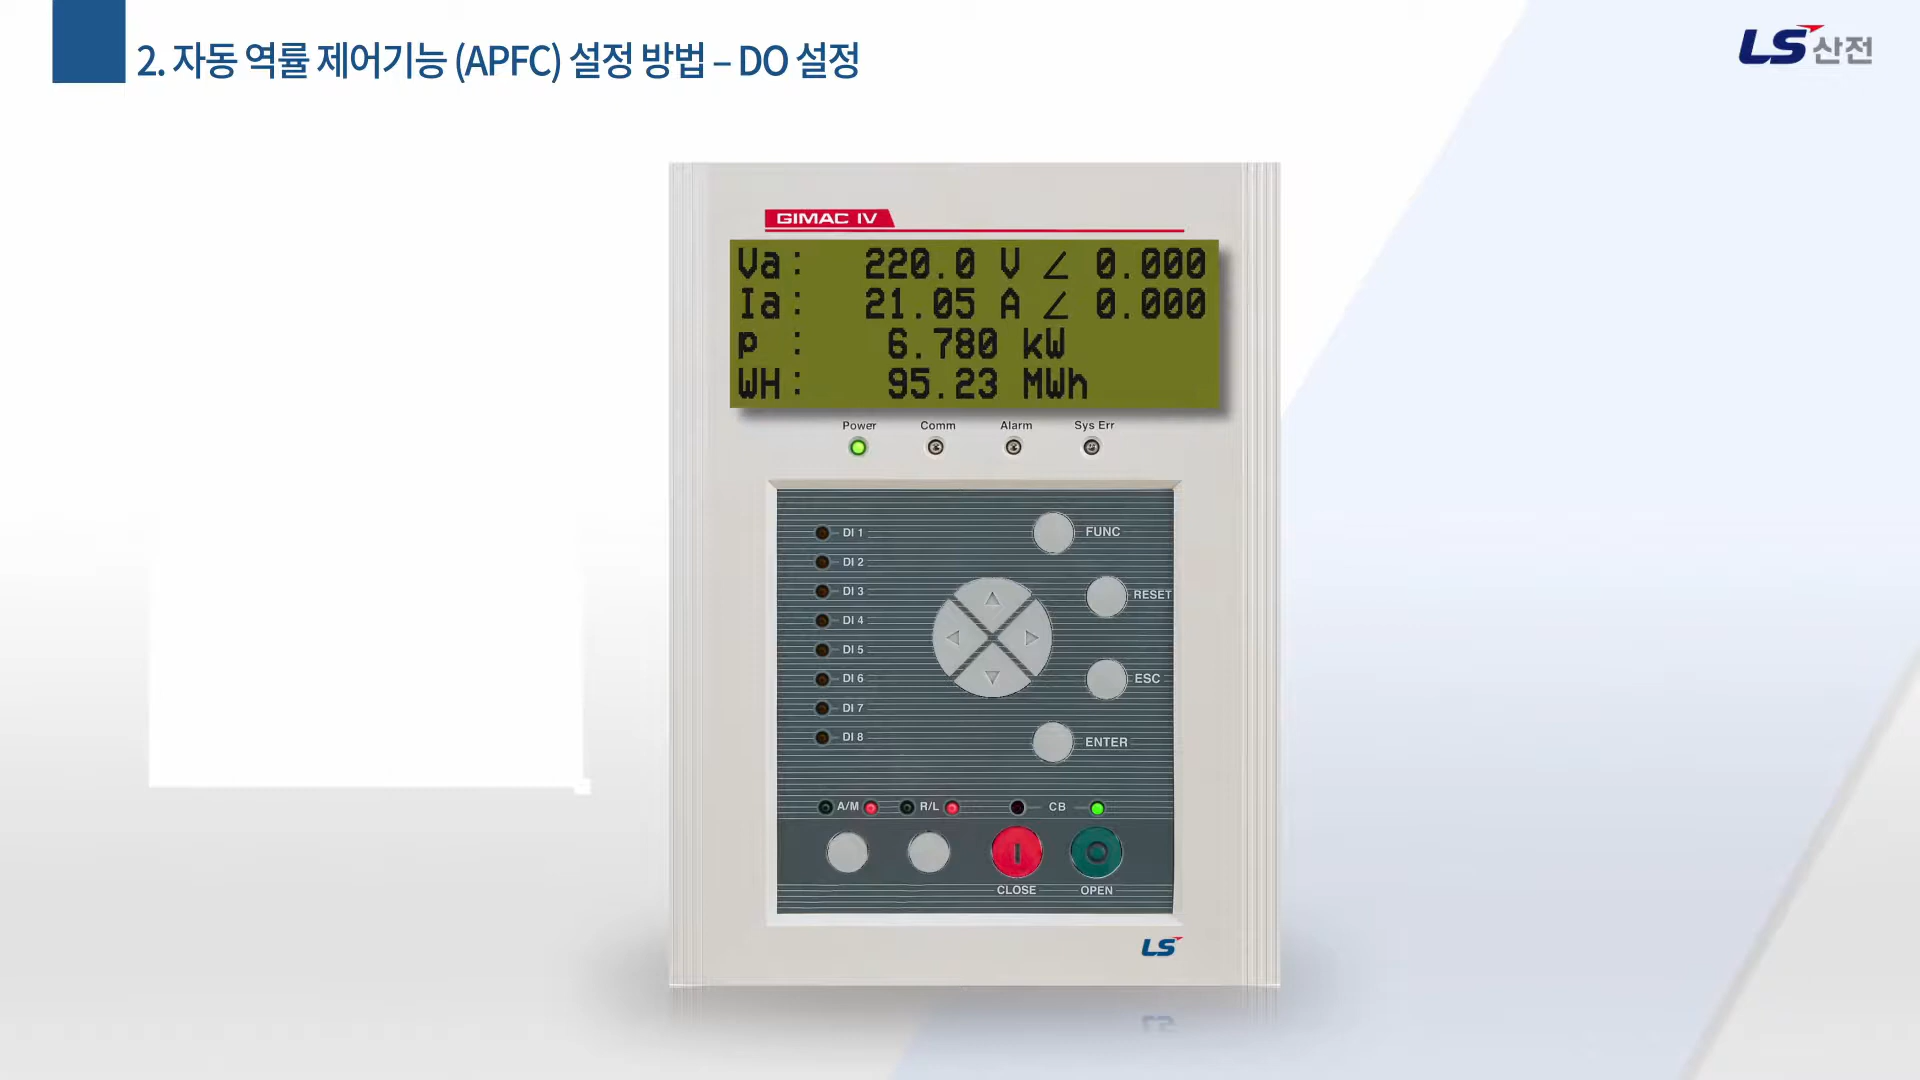 2. 자동 역률 제어기능 (APFC) 설정 방법 – DO 설정
LS산전
GIMAC IV
Va: 220.0 V ∠ 0.000
Ia: 21.05 A ∠ 0.000
p : 6.780 kW
WH: 95.23 MWh
Power Comm Alarm Sys Err
DI 1
FUNC
DI 2
DI 3
RESET
DI 4
DI 5
DI 6
ESC
DI 7
DI 8
ENTER
A/M R/L CB
CLOSE OPEN
LS